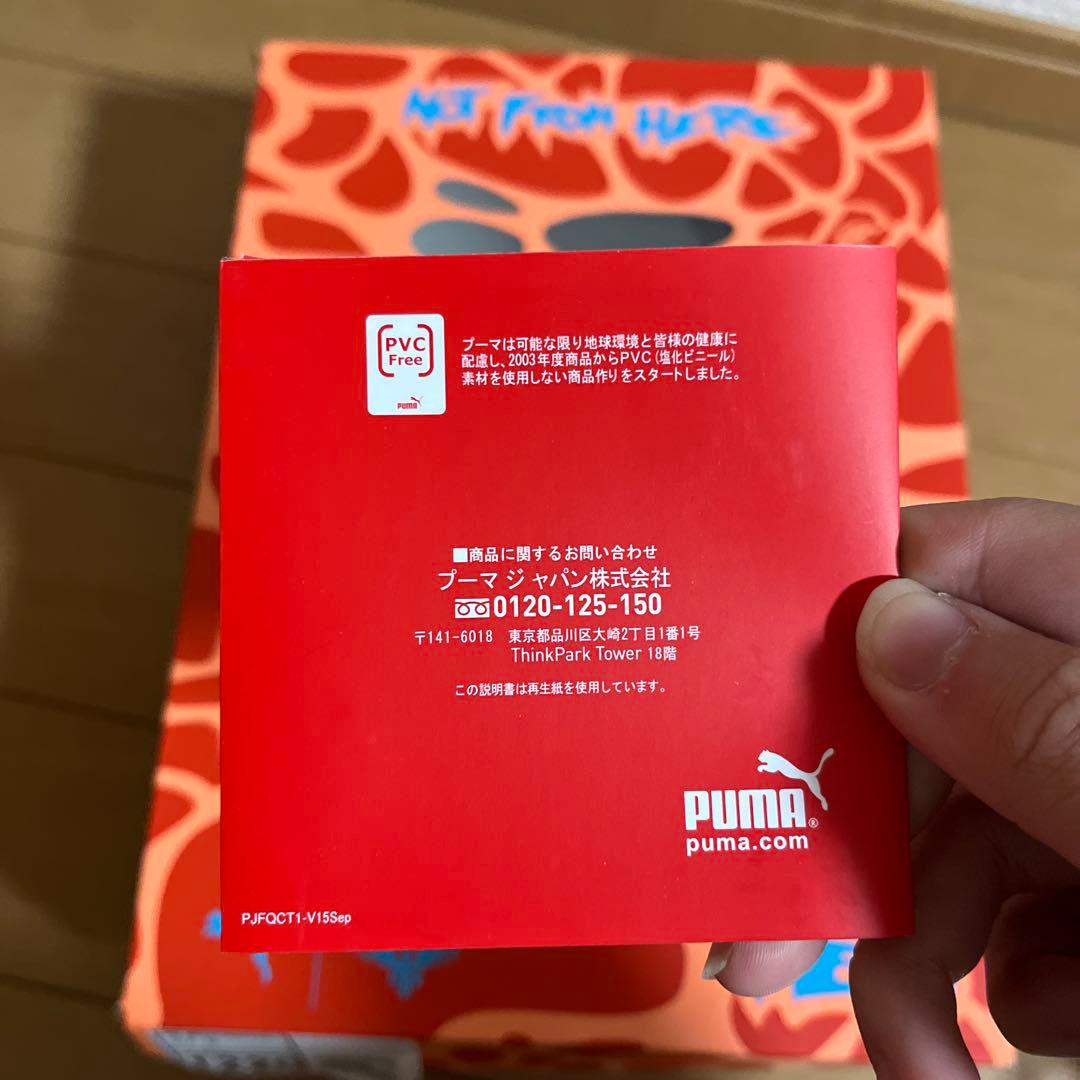 NOT FROM HERE
PVC
Free
PUMA
プーマは可能な限り地球環境と皆様の健康に
配慮し、2003年度商品からPVC（塩化ビニール）
素材を使用しない商品作りをスタートしました。
■商品に関するお問い合わせ
プーマ ジャパン株式会社
0120-125-150
〒141-6018 東京都品川区大崎2丁目1番1号
ThinkPark Tower 18階
この説明書は再生紙を使用しています。
PUMA®
puma.com
PJFQCT1-V15Sep